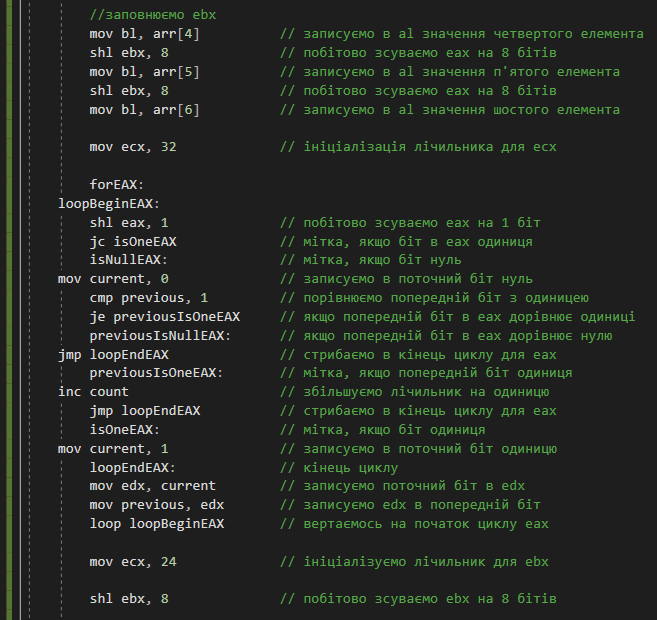 //заповнюємо ebx
mov bl, arr[4] // записуємо в al значення четвертого елемента
shl ebx, 8 // побітово зсуваємо eax на 8 бітів
mov bl, arr[5] // записуємо в al значення п'ятого елемента
shl ebx, 8 // побітово зсуваємо eax на 8 бітів
mov bl, arr[6] // записуємо в al значення шостого елемента
mov ecx, 32 // ініціалізація лічильника для ecx
forEAX:
loopBeginEAX:
shl eax, 1 // побітово зсуваємо eax на 1 біт
jc isOneEAX // мітка, якщо біт в eax одиниця
isNullEAX: // мітка, якщо біт нуль
mov current, 0 // записуємо в поточний біт нуль
cmp previous, 1 // порівнюємо попередній біт з одиницею
je previousIsOneEAX // якщо попередній біт в eax дорівнює одиниці
previousIsNullEAX: // якщо попередній біт в eax дорівнює нулю
jmp loopEndEAX // стрибаємо в кінець циклу для eax
previousIsOneEAX: // мітка, якщо попередній біт одиниця
inc count // збільшуємо лічильник на одиницю
jmp loopEndEAX // стрибаємо в кінець циклу для eax
isOneEAX: // мітка, якщо біт одиниця
mov current, 1 // записуємо в поточний біт одиницю
loopEndEAX: // кінець циклу
mov edx, current // записуємо поточний біт в edx
mov previous, edx // записуємо edx в попередній біт
loop loopBeginEAX // вертаємось на початок циклу eax
mov ecx, 24 // ініціалізуємо лічильник для ebx
shl ebx, 8 // побітово зсуваємо ebx на 8 бітів